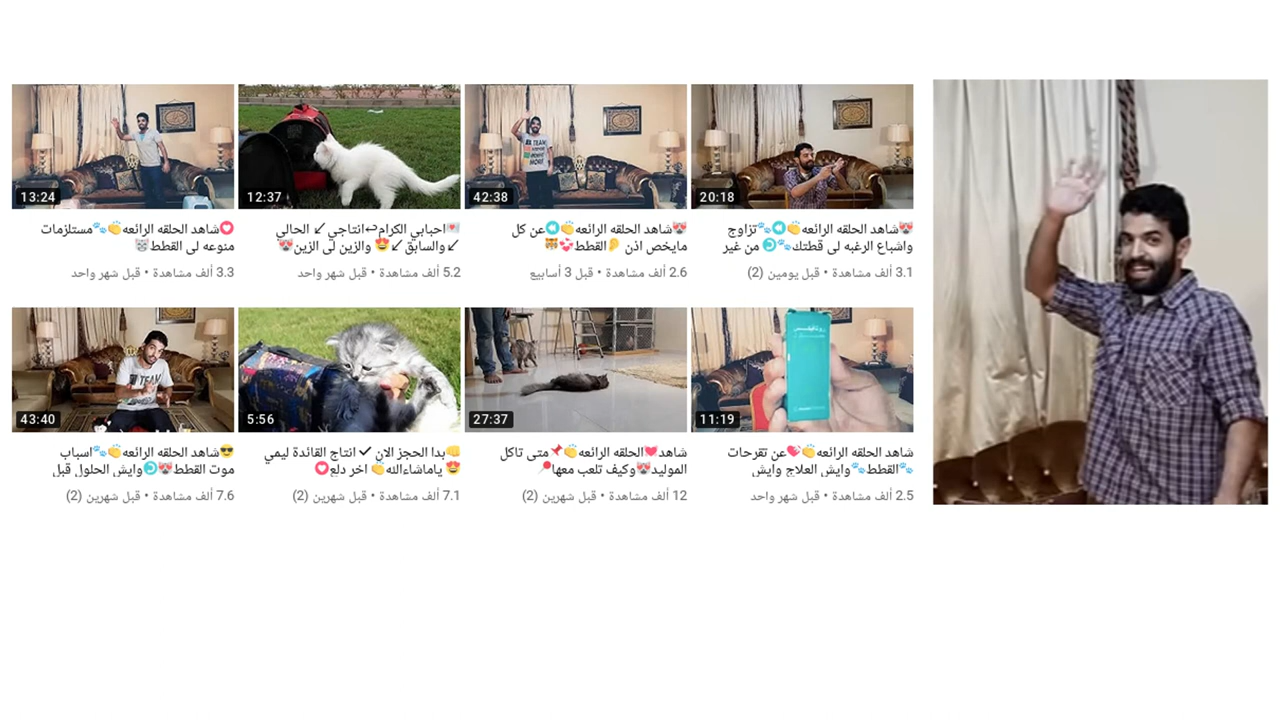 20:18
😻شاهد الحلقه الرائعه👏🐾تزاوج
واشباع الرغبه لى قطتك🐾 من غير
3.1 ألف مشاهدة • قبل يومين (2)
42:38
😻شاهد الحلقه الرائعه👏عن كل
مايخص اذن 👂القطط💞🐯
2.6 ألف مشاهدة • قبل 3 أسابيع
12:37
💌احبابي الكرام↩انتاجي↙ الحالي
↙والسابق↙😍 والزين لى الزين😻
5.2 ألف مشاهدة • قبل شهر واحد
13:24
💟شاهد الحلقه الرائعه👏🐾مستلزمات
منوعه لى القطط🐱
3.3 ألف مشاهدة • قبل شهر واحد
11:19
شاهد الحلقه الرائعه💝👏عن تقرحات
🐾القطط🐾وايش العلاج وايش
2.5 ألف مشاهدة • قبل شهر واحد
27:37
شاهد💓الحلقه الرائعه👏📌متى تاكل
المواليد😻وكيف تلعب معها📍
12 ألف مشاهدة • قبل شهرين (2)
5:56
👊بدا الحجز الان ✓ انتاج القائدة ليمي
😍 ياماشاءالله👏 اخر دلع💟
7.1 ألف مشاهدة • قبل شهرين (2)
43:40
😎شاهد الحلقه الرائعه👏🐾اسباب
موت القطط😻وايش الحلول قبل
7.6 ألف مشاهدة • قبل شهرين (2)